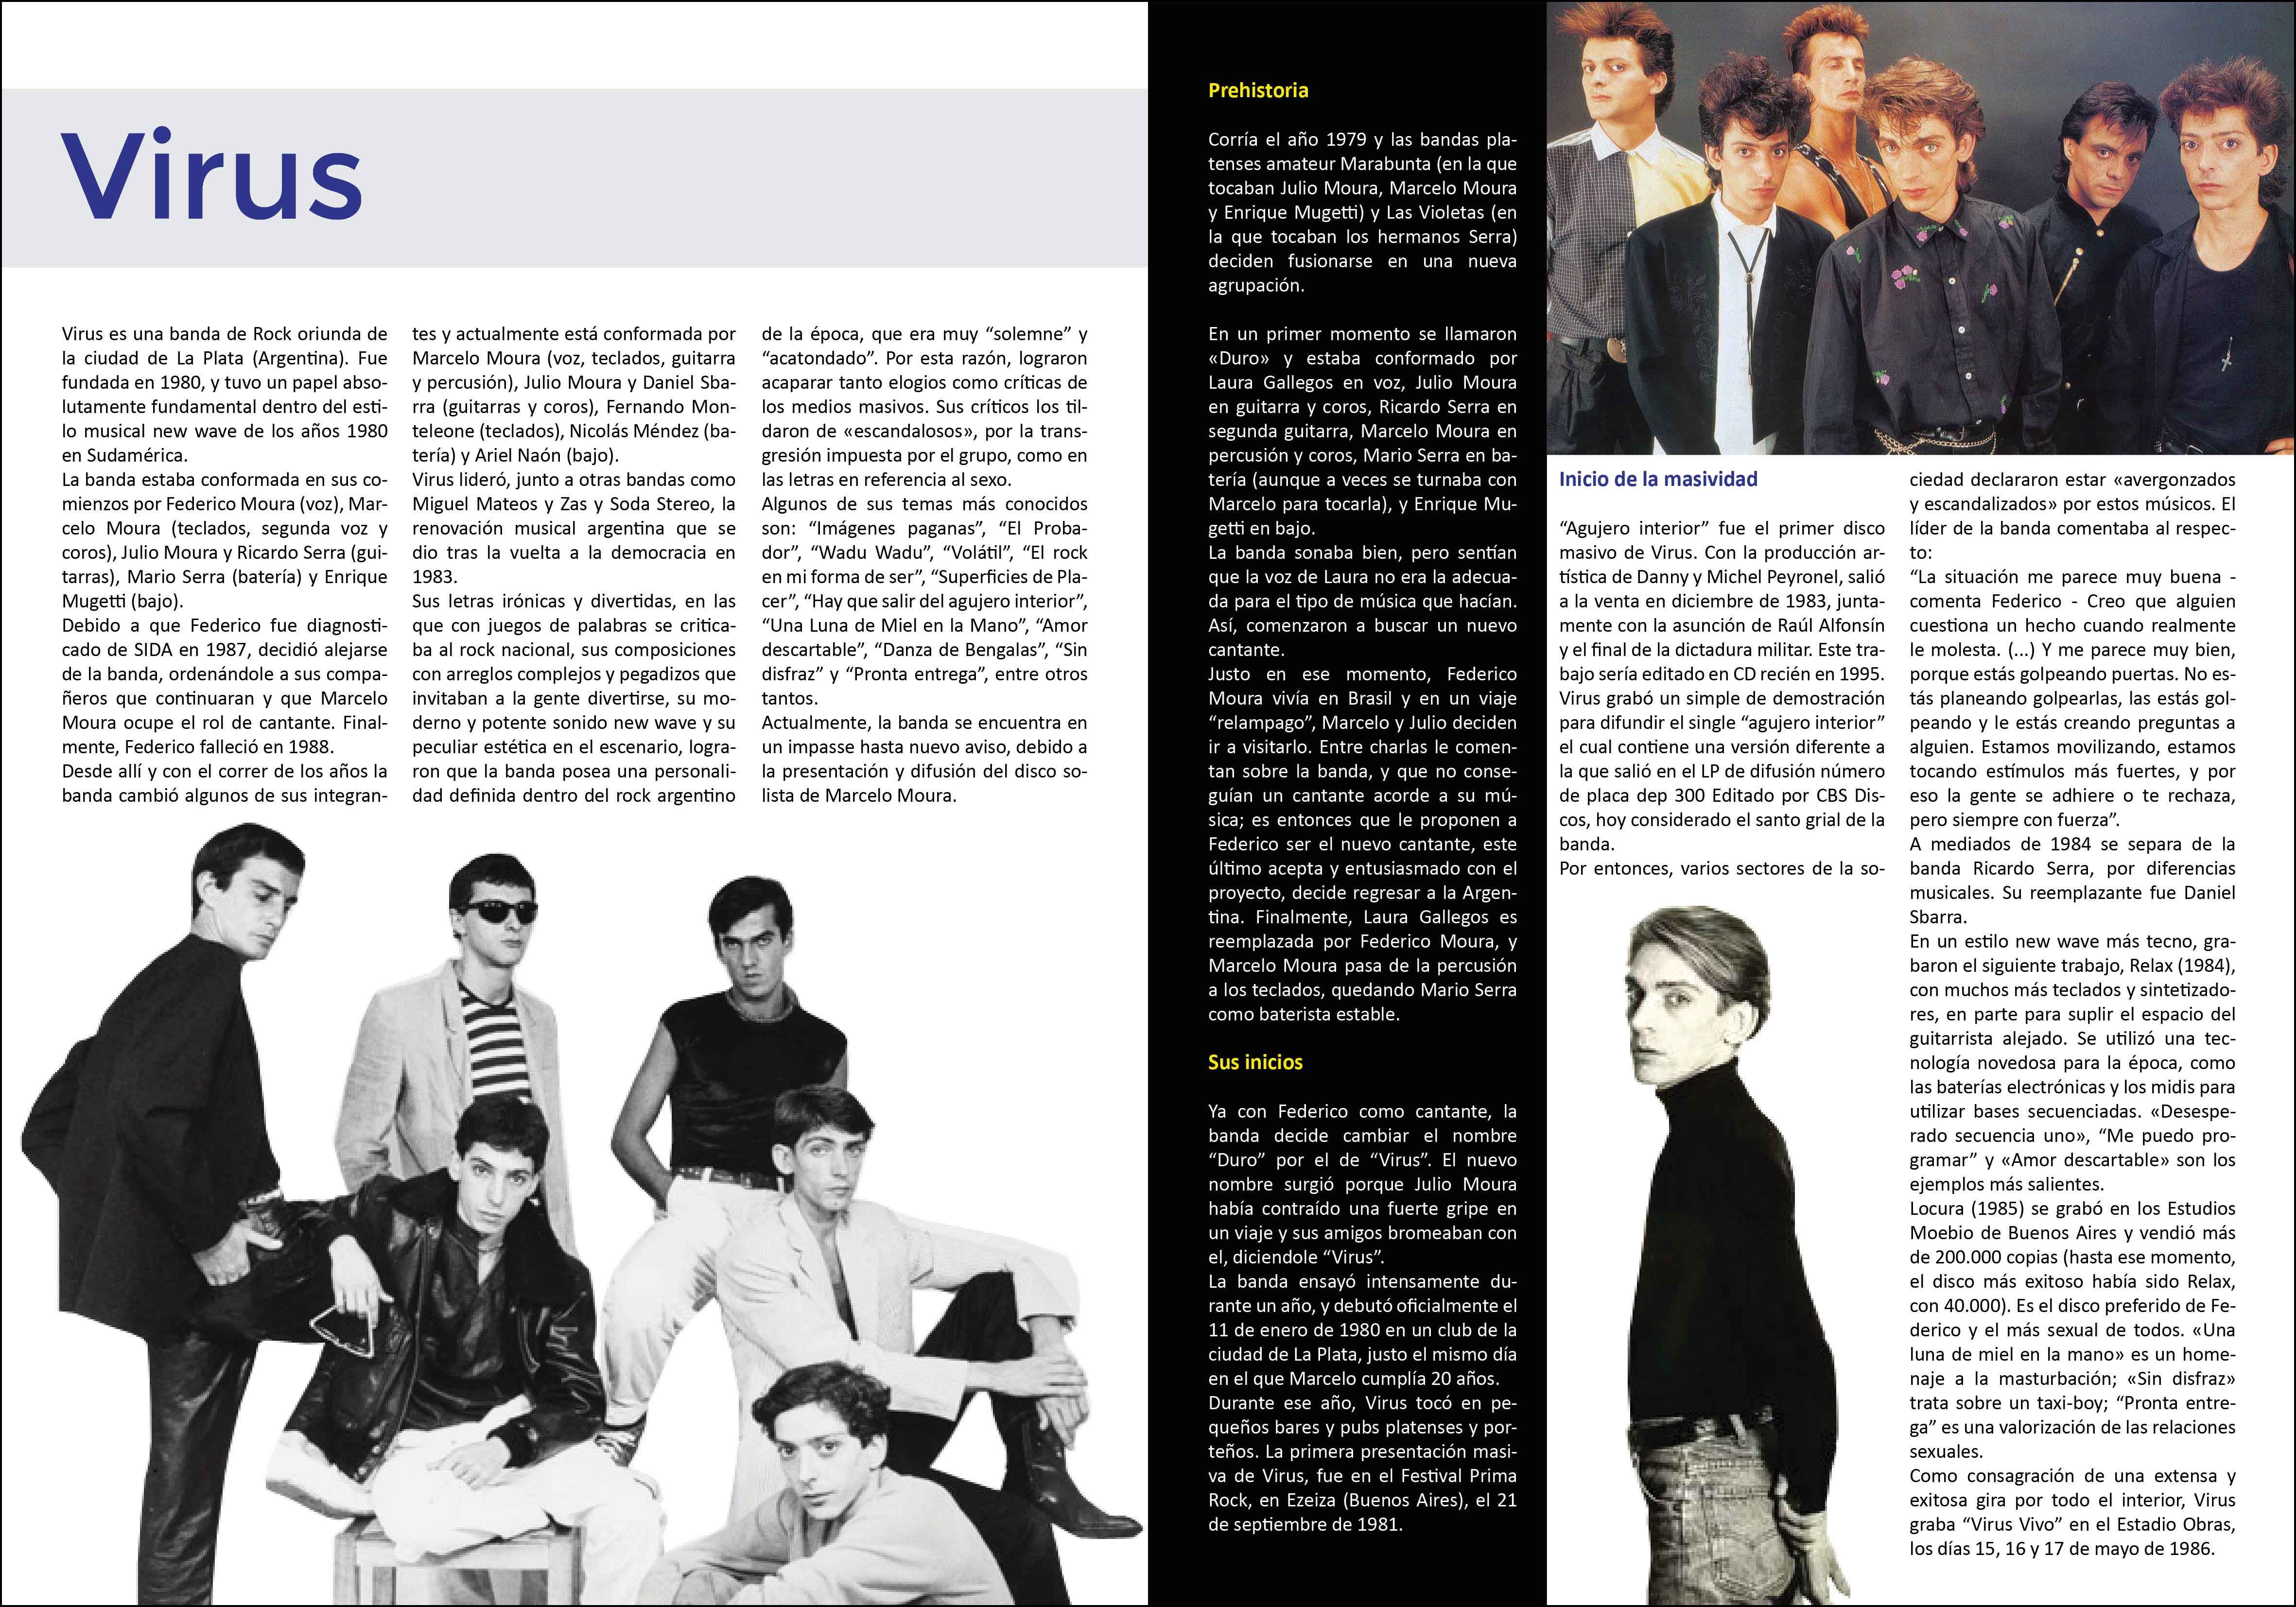 Virus
Virus es una banda de Rock oriunda de
la ciudad de La Plata (Argentina). Fue
fundada en 1980, y tuvo un papel abso-
lutamente fundamental dentro del esti-
lo musical new wave de los años 1980
en Sudamérica.
La banda estaba conformada en sus co-
mienzos por Federico Moura (voz), Mar-
celo Moura (teclados, segunda voz y
coros), Julio Moura y Ricardo Serra (gui-
tarras), Mario Serra (batería) y Enrique
Mugetti (bajo).
Debido a que Federico fue diagnosti-
cado de SIDA en 1987, decidió alejarse
de la banda, ordenándole a sus compa-
ñeros que continuaran y que Marcelo
Moura ocupe el rol de cantante. Final-
mente, Federico falleció en 1988.
Desde allí y con el correr de los años la
banda cambió algunos de sus integran-
tes y actualmente está conformada por
Marcelo Moura (voz, teclados, guitarra
y percusión), Julio Moura y Daniel Sba-
rra (guitarras y coros), Fernando Mon-
teleone (teclados), Nicolás Méndez (ba-
tería) y Ariel Naón (bajo).
Virus lideró, junto a otras bandas como
Miguel Mateos y Zas y Soda Stereo, la
renovación musical argentina que se
dio tras la vuelta a la democracia en
1983.
Sus letras irónicas y divertidas, en las
que con juegos de palabras se critica-
ba al rock nacional, sus composiciones
con arreglos complejos y pegadizos que
invitaban a la gente divertirse, su mo-
derno y potente sonido new wave y su
peculiar estética en el escenario, logra-
ron que la banda posea una personali-
dad definida dentro del rock argentino
de la época, que era muy “solemne” y
“acatondado”. Por esta razón, lograron
acaparar tanto elogios como críticas de
los medios masivos. Sus críticos los til-
daron de «escandalosos», por la trans-
gresión impuesta por el grupo, como en
las letras en referencia al sexo.
Algunos de sus temas más conocidos
son: “Imágenes paganas”, “El Proba-
dor”, “Wadu Wadu”, “Volátil”, “El rock
en mi forma de ser”, “Superficies de Pla-
cer”, “Hay que salir del agujero interior”,
“Una Luna de Miel en la Mano”, “Amor
descartable”, “Danza de Bengalas”, “Sin
disfraz” y “Pronta entrega”, entre otros
tantos.
Actualmente, la banda se encuentra en
un impasse hasta nuevo aviso, debido a
la presentación y difusión del disco so-
lista de Marcelo Moura.
Prehistoria
Corría el año 1979 y las bandas pla-
tenses amateur Marabunta (en la que
tocaban Julio Moura, Marcelo Moura
y Enrique Mugetti) y Las Violetas (en
la que tocaban los hermanos Serra)
deciden fusionarse en una nueva
agrupación.
En un primer momento se llamaron
«Duro» y estaba conformado por
Laura Gallegos en voz, Julio Moura
en guitarra y coros, Ricardo Serra en
segunda guitarra, Marcelo Moura en
percusión y coros, Mario Serra en ba-
tería (aunque a veces se turnaba con
Marcelo para tocarla), y Enrique Mu-
getti en bajo.
La banda sonaba bien, pero sentían
que la voz de Laura no era la adecua-
da para el tipo de música que hacían.
Así, comenzaron a buscar un nuevo
cantante.
Justo en ese momento, Federico
Moura vivía en Brasil y en un viaje
“relampago”, Marcelo y Julio deciden
ir a visitarlo. Entre charlas le comen-
tan sobre la banda, y que no conse-
guían un cantante acorde a su mú-
sica; es entonces que le proponen a
Federico ser el nuevo cantante, este
último acepta y entusiasmado con el
proyecto, decide regresar a la Argen-
tina. Finalmente, Laura Gallegos es
reemplazada por Federico Moura, y
Marcelo Moura pasa de la percusión
a los teclados, quedando Mario Serra
como baterista estable.
Sus inicios
Ya con Federico como cantante, la
banda decide cambiar el nombre
“Duro” por el de “Virus”. El nuevo
nombre surgió porque Julio Moura
había contraído una fuerte gripe en
un viaje y sus amigos bromeaban con
el, diciendole “Virus”.
La banda ensayó intensamente du-
rante un año, y debutó oficialmente el
11 de enero de 1980 en un club de la
ciudad de La Plata, justo el mismo día
en el que Marcelo cumplía 20 años.
Durante ese año, Virus tocó en pe-
queños bares y pubs platenses y por-
teños. La primera presentación masi-
va de Virus, fue en el Festival Prima
Rock, en Ezeiza (Buenos Aires), el 21
de septiembre de 1981.
Inicio de la masividad
“Agujero interior” fue el primer disco
masivo de Virus. Con la producción ar-
tística de Danny y Michel Peyronel, salió
a la venta en diciembre de 1983, junta-
mente con la asunción de Raúl Alfonsín
y el final de la dictadura militar. Este tra-
bajo sería editado en CD recién en 1995.
Virus grabó un simple de demostración
para difundir el single “agujero interior”
el cual contiene una versión diferente a
la que salió en el LP de difusión número
de placa dep 300 Editado por CBS Dis-
cos, hoy considerado el santo grial de la
banda.
Por entonces, varios sectores de la so-
ciedad declararon estar «avergonzados
y escandalizados» por estos músicos. El
líder de la banda comentaba al respec-
to:
“La situación me parece muy buena -
comenta Federico - Creo que alguien
cuestiona un hecho cuando realmente
le molesta. (...) Y me parece muy bien,
porque estás golpeando puertas. No es-
tás planeando golpearlas, las estás gol-
peando y le estás creando preguntas a
alguien. Estamos movilizando, estamos
tocando estímulos más fuertes, y por
eso la gente se adhiere o te rechaza,
pero siempre con fuerza”.
A mediados de 1984 se separa de la
banda Ricardo Serra, por diferencias
musicales. Su reemplazante fue Daniel
Sbarra.
En un estilo new wave más tecno, gra-
baron el siguiente trabajo, Relax (1984),
con muchos más teclados y sintetizado-
res, en parte para suplir el espacio del
guitarrista alejado. Se utilizó una tec-
nología novedosa para la época, como
las baterías electrónicas y los midis para
utilizar bases secuenciadas. «Desespe-
rado secuencia uno», “Me puedo pro-
gramar” y «Amor descartable» son los
ejemplos más salientes.
Locura (1985) se grabó en los Estudios
Moebio de Buenos Aires y vendió más
de 200.000 copias (hasta ese momento,
el disco más exitoso había sido Relax,
con 40.000). Es el disco preferido de Fe-
derico y el más sexual de todos. «Una
luna de miel en la mano» es un home-
naje a la masturbación; «Sin disfraz»
trata sobre un taxi-boy; “Pronta entre-
ga” es una valorización de las relaciones
sexuales.
Como consagración de una extensa y
exitosa gira por todo el interior, Virus
graba “Virus Vivo” en el Estadio Obras,
los días 15, 16 y 17 de mayo de 1986.